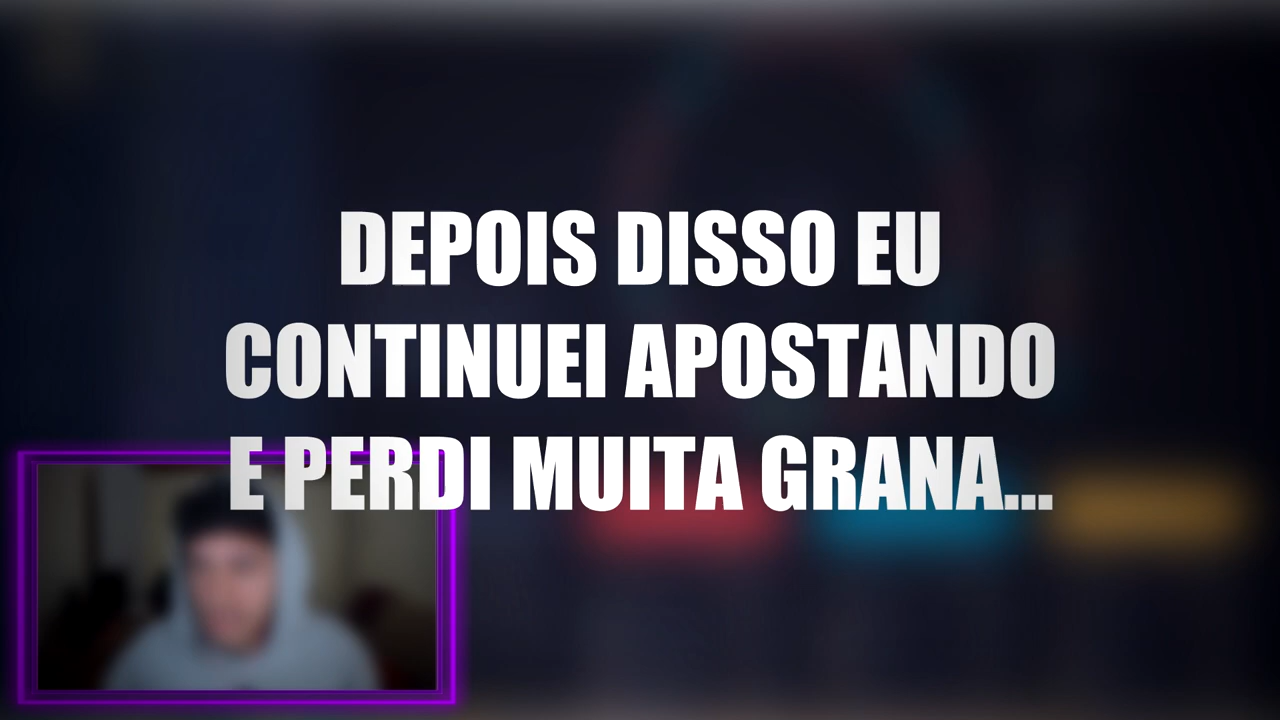 DEPOIS DISSO EU
CONTINUEI APOSTANDO
E PERDI MUITA GRANA...